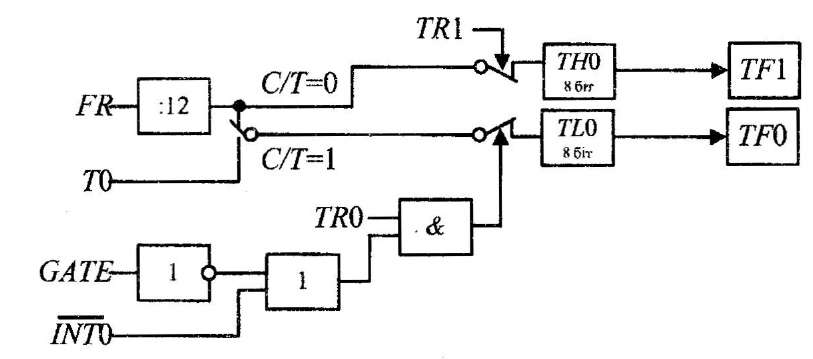 TR1
C/T=0
TH0
8 біт
TF1
FR
:12
C/T=1
TL0
8 біт
TF0
T0
TR0
&
GATE
1
1
INT0